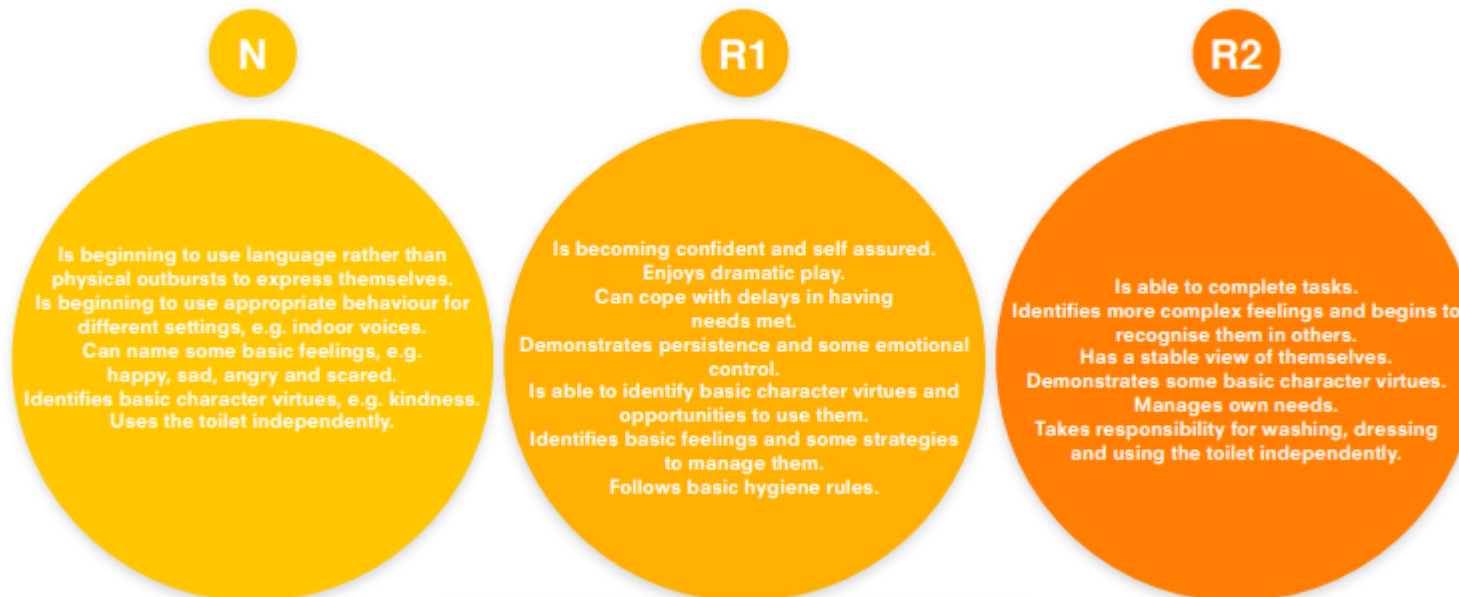 N
Is beginning to use language rather than
physical outbursts to express themselves.
Is beginning to use appropriate behaviour for
different settings, e.g. indoor voices.
Can name some basic feelings, e.g.
happy, sad, angry and scared.
Identifies basic character virtues, e.g. kindness.
Uses the toilet independently.
R1
Is becoming confident and self assured.
Enjoys dramatic play.
Can cope with delays in having
needs met.
Demonstrates persistence and some emotional
control.
Is able to identify basic character virtues and
opportunities to use them.
Identifies basic feelings and some strategies
to manage them.
Follows basic hygiene rules.
R2
Is able to complete tasks.
Identifies more complex feelings and begins to
recognise them in others.
Has a stable view of themselves.
Demonstrates some basic character virtues.
Manages own needs.
Takes responsibility for washing, dressing
and using the toilet independently.